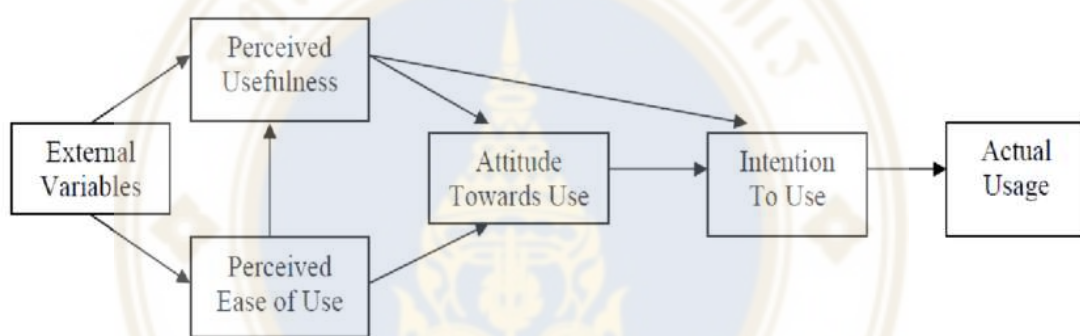 Perceived
Usefulness
External
Variables
Attitude
Towards Use
Intention
To Use
Actual
Usage
Perceived
Ease of Use